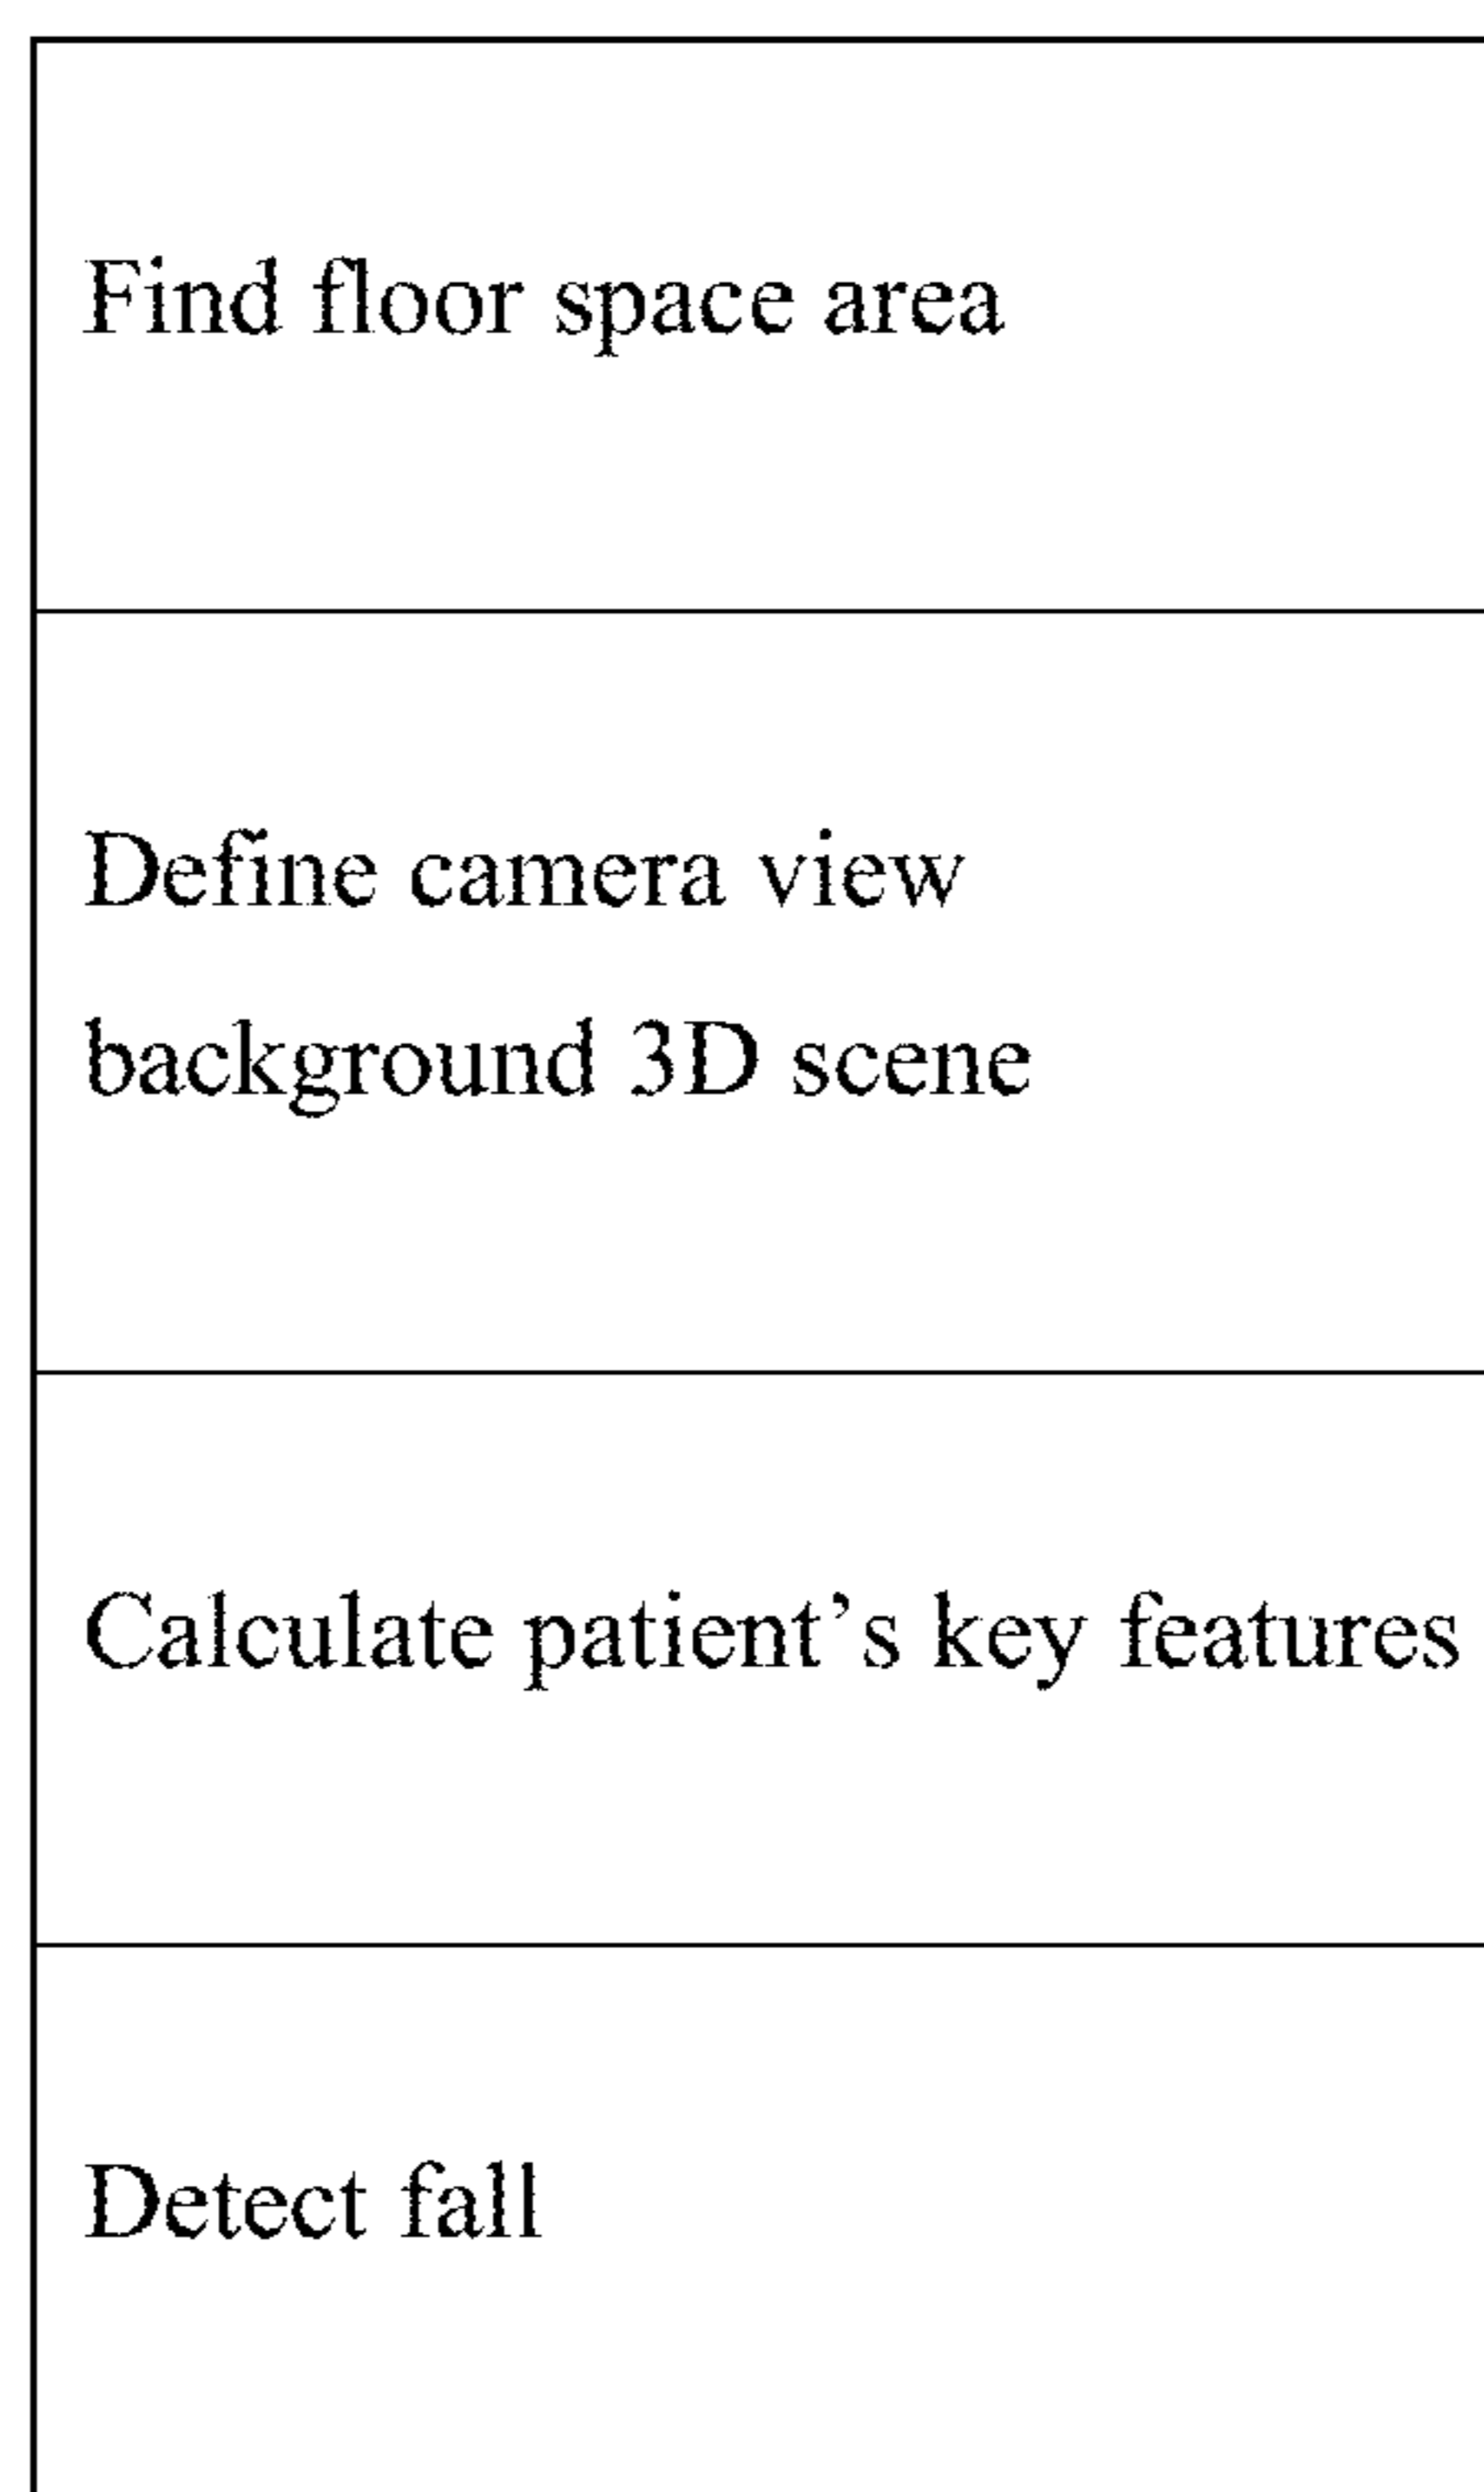 Find floor space area
Define camera view
background 3D scene
Calculate patient’s key features
Detect fall